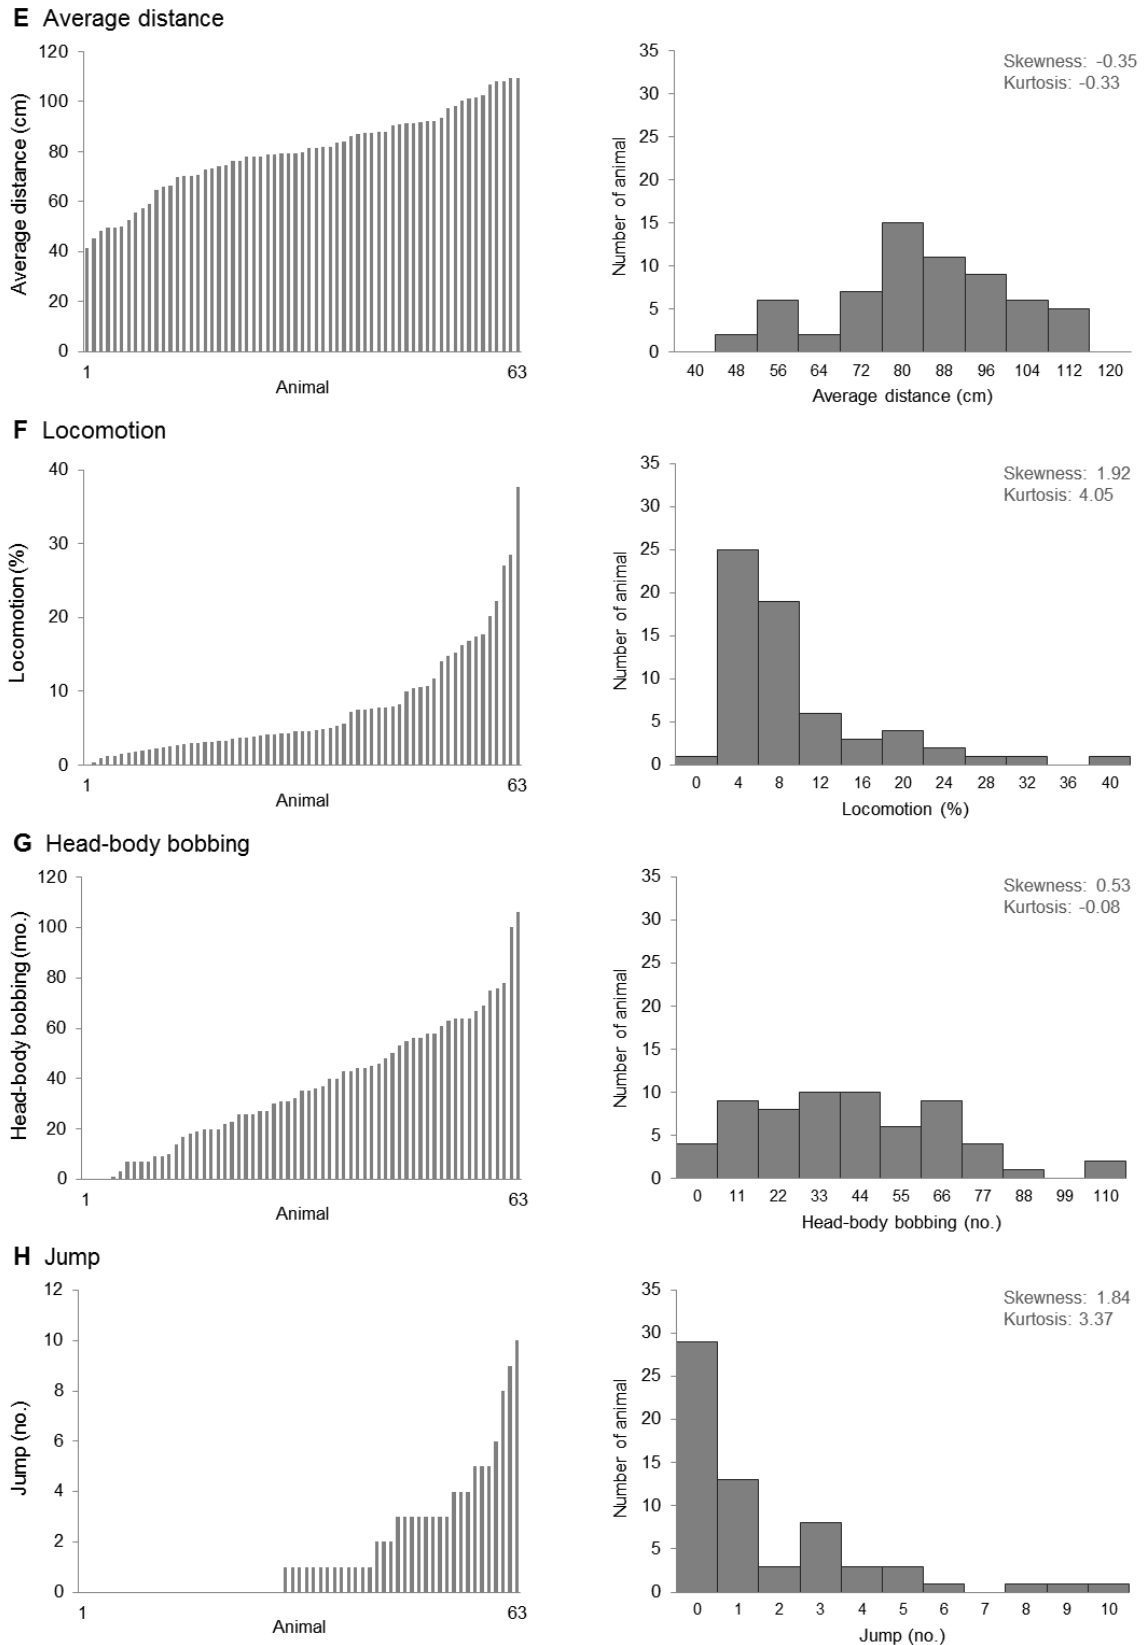 E Average distance
120
100
80
60
40
20
0
Average distance (cm)
1
63
Animal
35
30
25
20
15
10
5
0
Number of animal
Skewness: -0.35
Kurtosis: -0.33
40 48 56 64 72 80 88 96 104 112 120
Average distance (cm)
F Locomotion
40
30
20
10
0
Locomotion (%)
1
63
Animal
35
30
25
20
15
10
5
0
Number of animal
Skewness: 1.92
Kurtosis: 4.05
0 4 8 12 16 20 24 28 32 36 40
Locomotion (%)
G Head-body bobbing
120
100
80
60
40
20
0
Head-body bobbing (mo.)
1
63
Animal
35
30
25
20
15
10
5
0
Number of animal
Skewness: 0.53
Kurtosis: -0.08
0 11 22 33 44 55 66 77 88 99 110
Head-body bobbing (no.)
H Jump
12
10
8
6
4
2
0
Jump (no.)
1
63
Animal
35
30
25
20
15
10
5
0
Number of animal
Skewness: 1.84
Kurtosis: 3.37
0 1 2 3 4 5 6 7 8 9 10
Jump (no.)